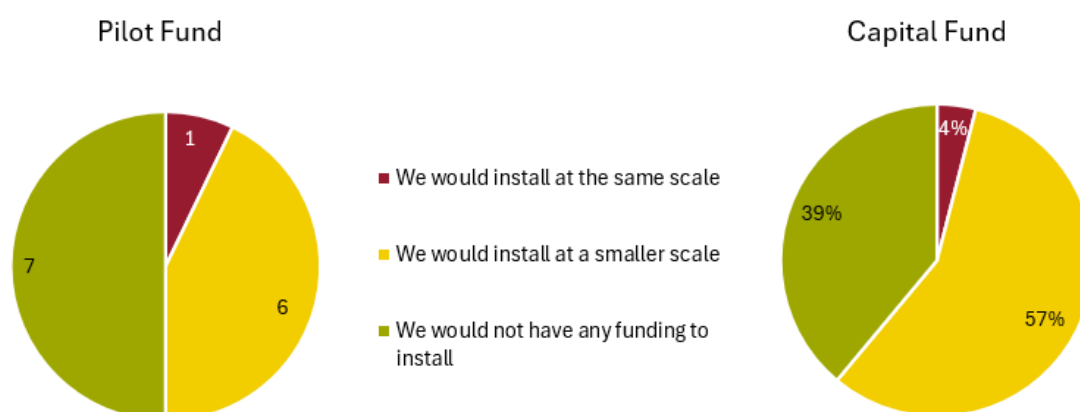 Pilot Fund
Capital Fund
1
6
7
We would install at the same scale
We would install at a smaller scale
We would not have any funding to
install
4%
57%
39%